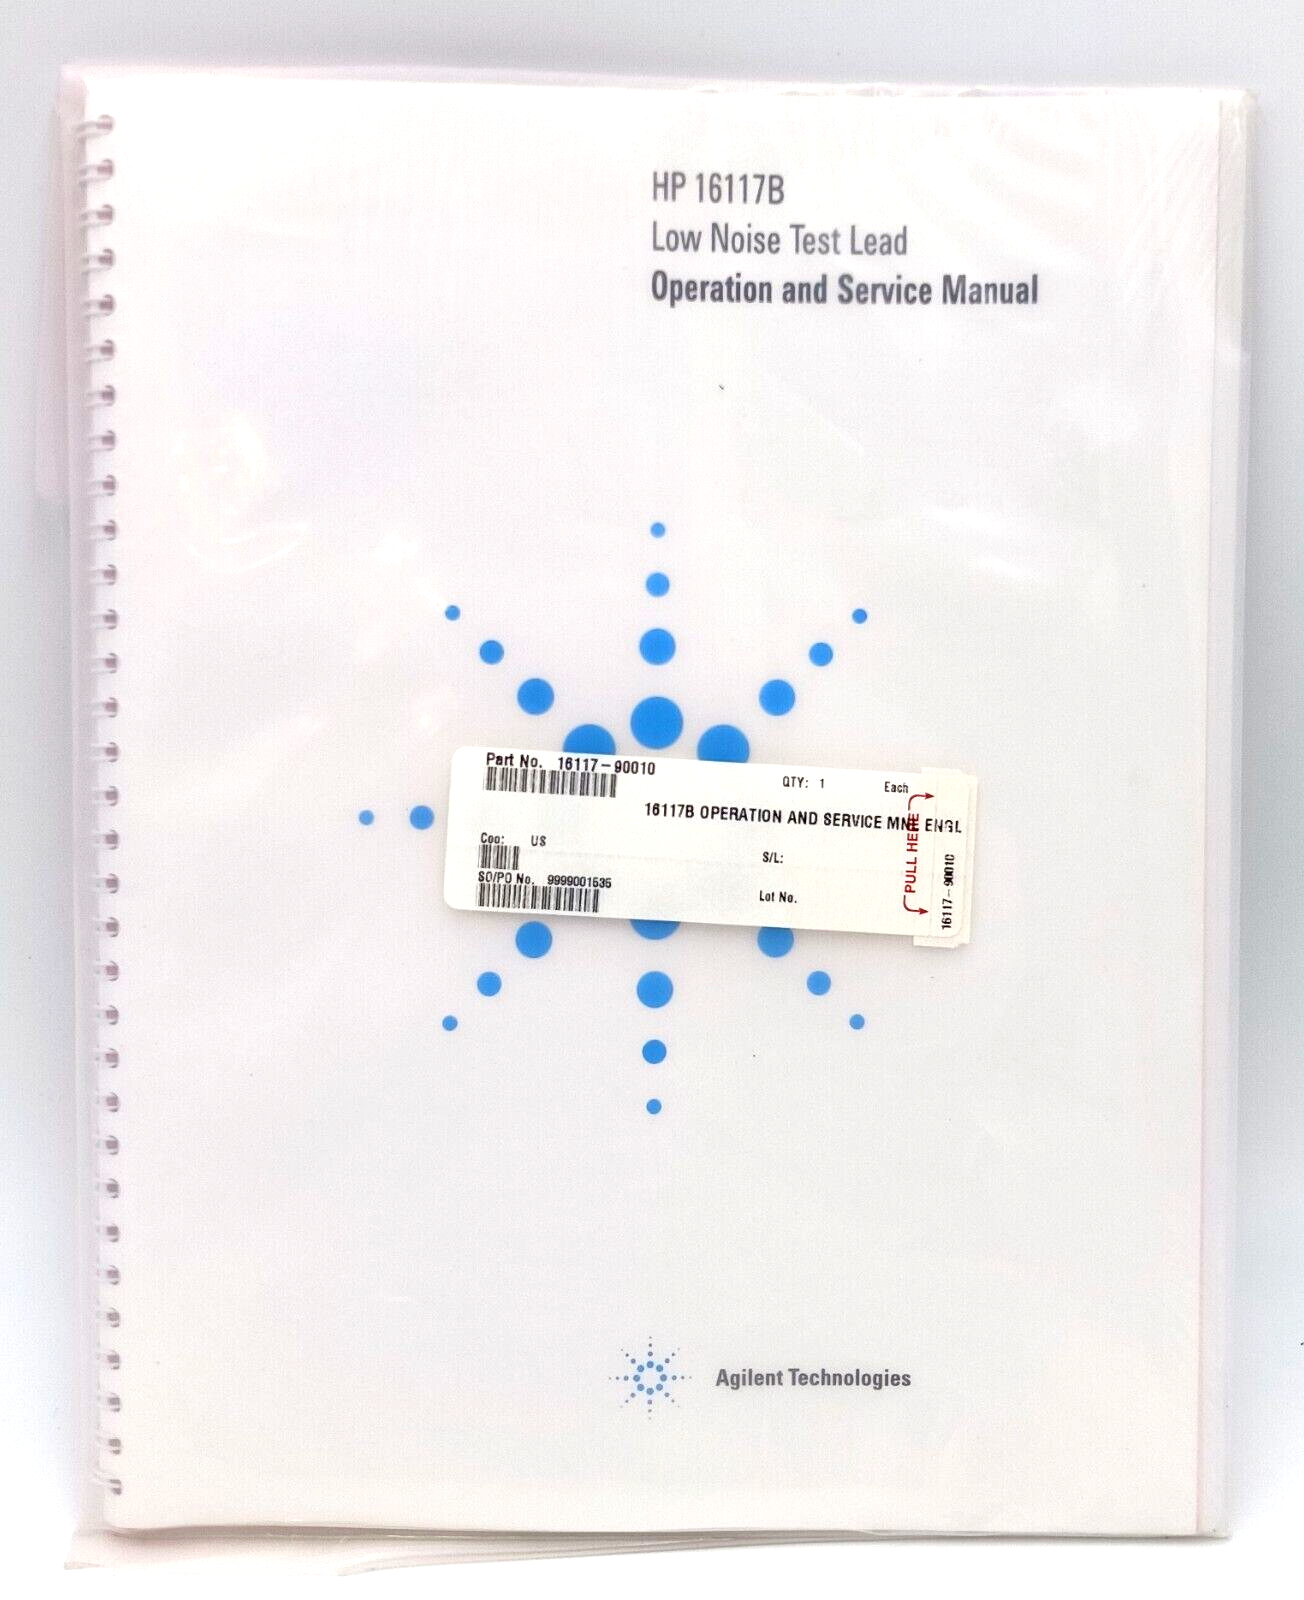 HP 16117B
Low Noise Test Lead
Operation and Service Manual
Part No. 16117-90010
QTY: 1 Each
16117B OPERATION AND SERVICE MNL ENGL
Coo: US
S/L:
SO/PO No. 9999001535
Lot No.
PULL HERE
16117-90010
Agilent Technologies